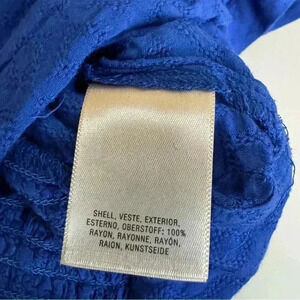 SHELL, VESTE, EXTERIOR,
ESTERNO, OBERSTOFF: 100%
RAYON, RAYONNE, RAYÓN,
RAION, KUNSTSEIDE